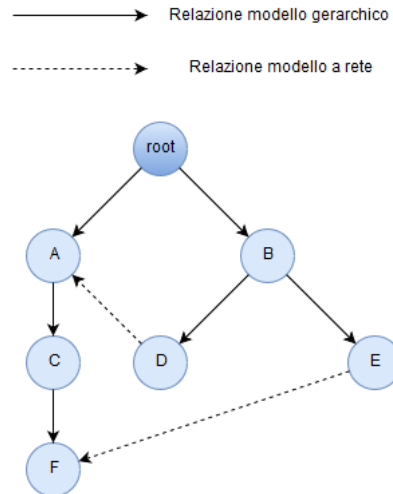 Relazione modello gerarchico
Relazione modello a rete
root
A
B
C
D
E
F